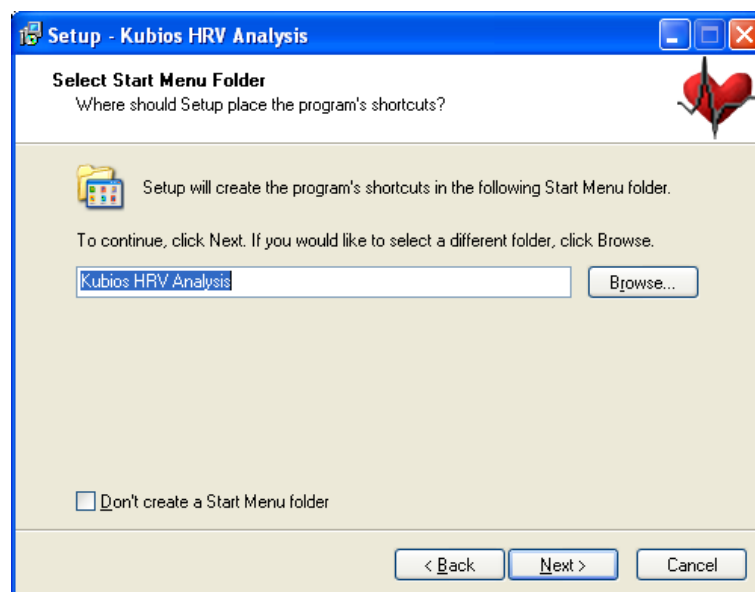 Setup - Kubios HRV Analysis
Select Start Menu Folder
Where should Setup place the program's shortcuts?
Setup will create the program's shortcuts in the following Start Menu folder.
To continue, click Next. If you would like to select a different folder, click Browse.
Kubios HRV Analysis
Browse...
Don't create a Start Menu folder
< Back
Next >
Cancel